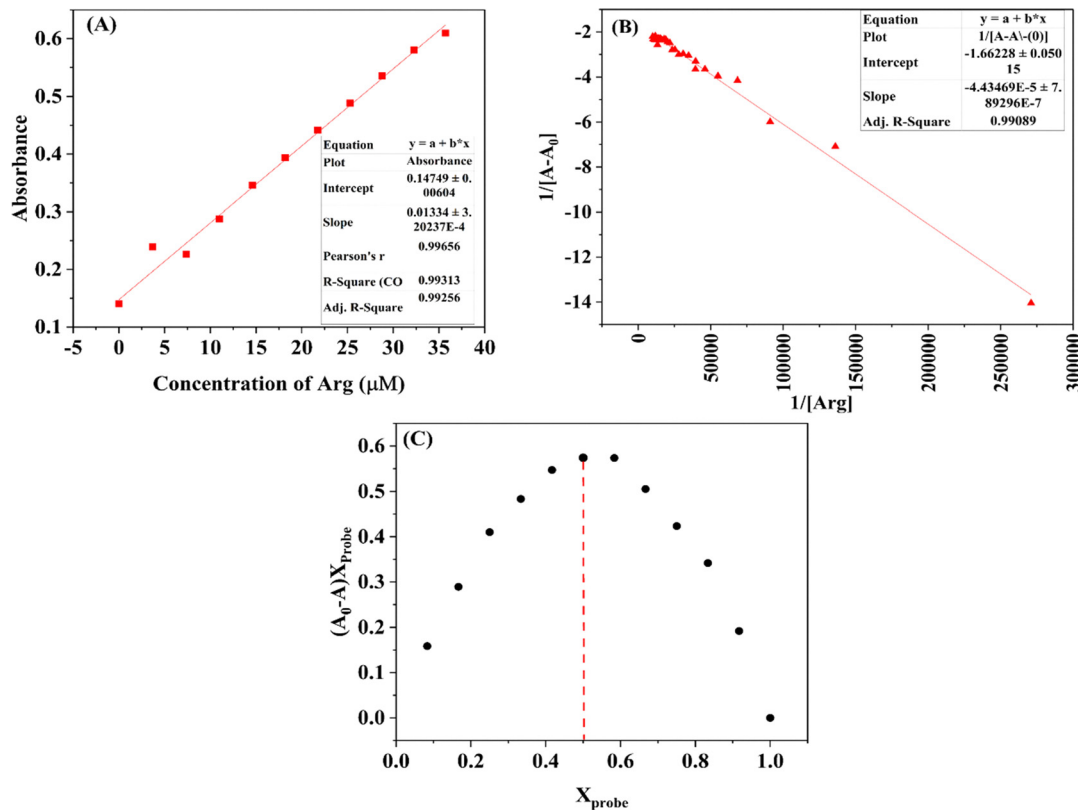 (A)
Absorbance
0.6
0.5
0.4
0.3
0.2
0.1
-5 0 5 10 15 20 25 30 35 40
Concentration of Arg (μM)
Equation y = a + b*x
Plot Absorbance
Intercept 0.14749 ± 0.
00604
Slope 0.01334 ± 3.
20237E-4
Pearson's r 0.99656
R-Square (CO 0.99313
Adj. R-Square 0.99256
(B)
1/[A-A0]
-2
-4
-6
-8
-10
-12
-14
0 500000 1000000 1500000 2000000 2500000 3000000
1/[Arg]
Equation y = a + b*x
Plot 1/[A-A\-(0)]
Intercept -1.66228 ± 0.050
15
Slope -4.43469E-5 ± 7.
89296E-7
Adj. R-Square 0.99089
(C)
(A0-A)XProbe
0.6
0.5
0.4
0.3
0.2
0.1
0.0
0.0 0.2 0.4 0.6 0.8 1.0
Xprobe